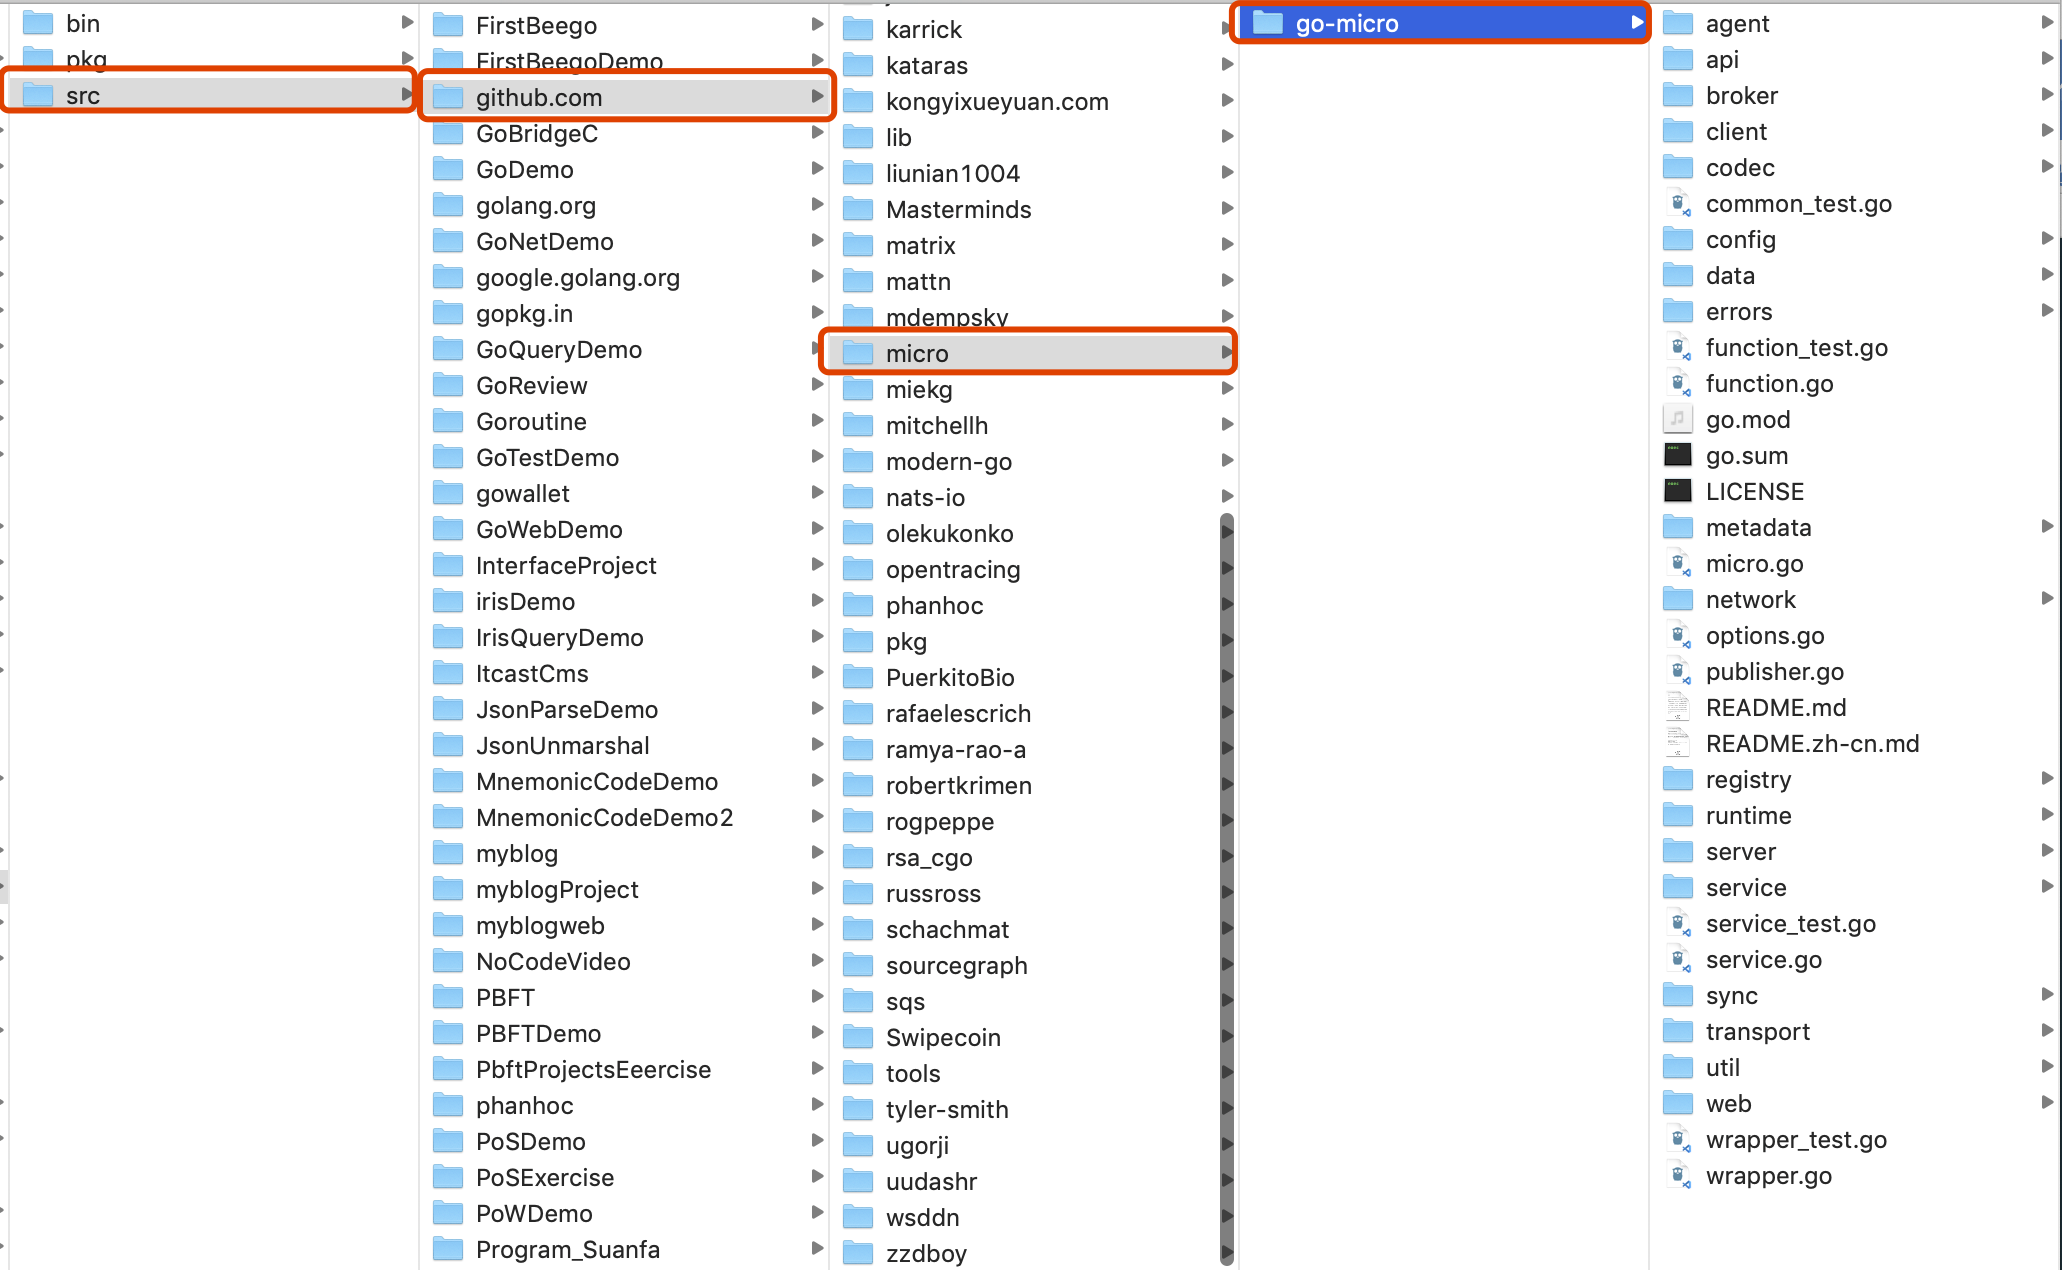 bin
pkg
src
FirstBeego
FirstBeegoDemo
github.com
GoBridgeC
GoDemo
golang.org
GoNetDemo
google.golang.org
gopkg.in
GoQueryDemo
GoReview
Goroutine
GoTestDemo
gowallet
GoWebDemo
InterfaceProject
irisDemo
IrisQueryDemo
ItcastCms
JsonParseDemo
JsonUnmarshal
MnemonicCodeDemo
MnemonicCodeDemo2
myblog
myblogProject
myblogweb
NoCodeVideo
PBFT
PBFTDemo
PbftProjectsEeercise
phanhoc
PoSDemo
PoSExercise
PoWDemo
Program_Suanfa
karrick
kataras
kongyixueyuan.com
lib
liunian1004
Masterminds
matrix
mattn
mdempsky
micro
miekg
mitchellh
modern-go
nats-io
olekukonko
opentracing
phanhoc
pkg
PuerkitoBio
rafaelescrich
ramya-rao-a
robertkrimen
rogpeppe
rsa_cgo
russross
schachmat
sourcegraph
sqs
Swipecoin
tools
tyler-smith
ugorji
uudashr
wsddn
zzdboy
go-micro
agent
api
broker
client
codec
common_test.go
config
data
errors
function_test.go
function.go
go.mod
go.sum
LICENSE
metadata
micro.go
network
options.go
publisher.go
README.md
README.zh-cn.md
registry
runtime
server
service
service_test.go
service.go
sync
transport
util
web
wrapper_test.go
wrapper.go